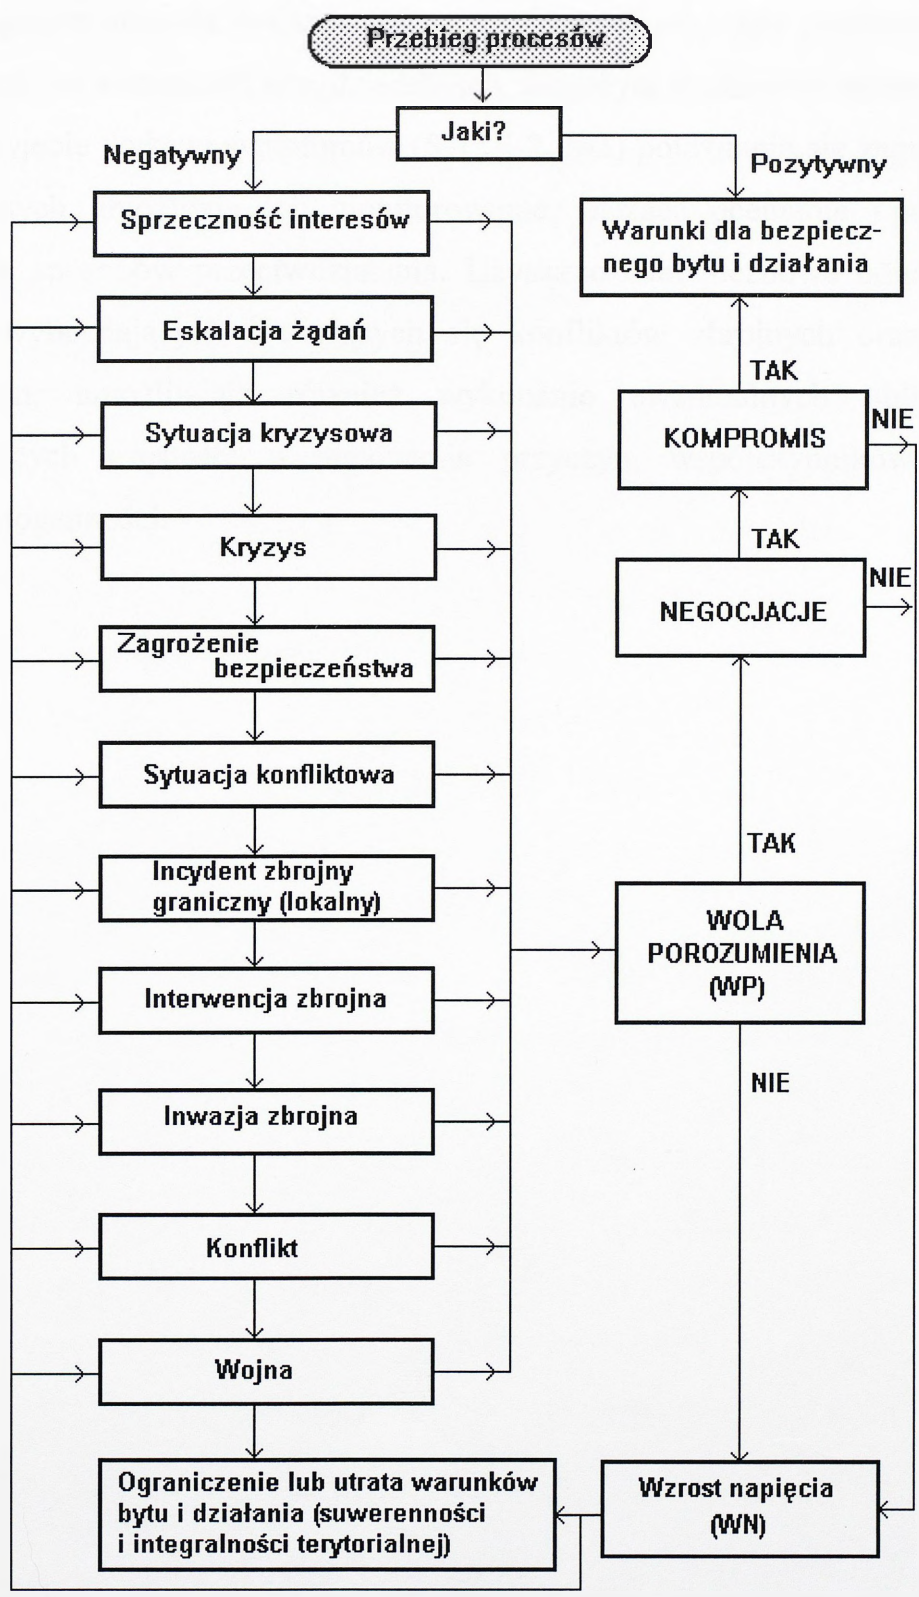 Przebieg procesów
Jaki?
Negatywny
Pozytywny
Sprzeczność interesów
Warunki dla bezpiecz-
nego bytu i działania
Eskalacja żądań
TAK
Sytuacja kryzysowa
KOMPROMIS
NIE
Kryzys
TAK
NEGOCJACJE
NIE
Zagrożenie
bezpieczeństwa
Sytuacja konfliktowa
TAK
Incydent zbrojny
graniczny (lokalny)
WOLA
POROZUMIENIA
(WP)
Interwencja zbrojna
NIE
Inwazja zbrojna
Konflikt
Wojna
Ograniczenie lub utrata warunków
bytu i działania (suwerenności
i integralności terytorialnej)
Wzrost napięcia
(WN)